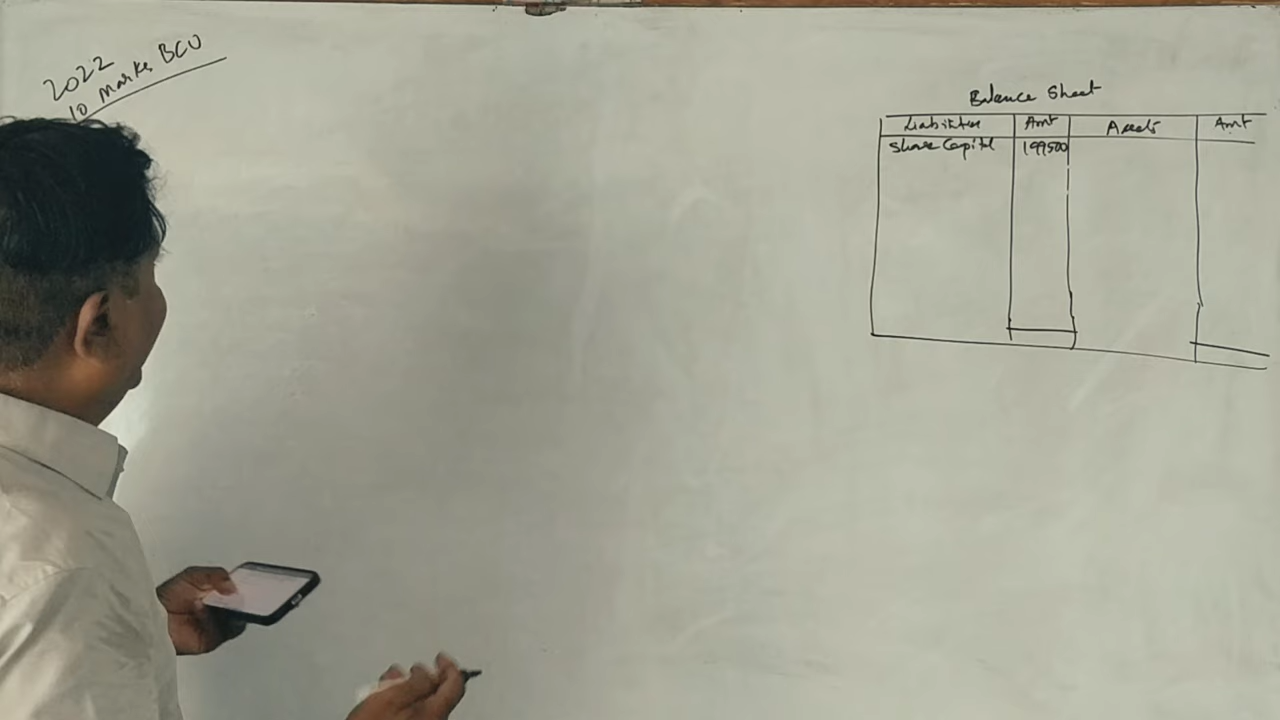 2022
10 Marks BCU
Balance Sheet
Liabilities Amt Assets Amt
Share Capital 199500